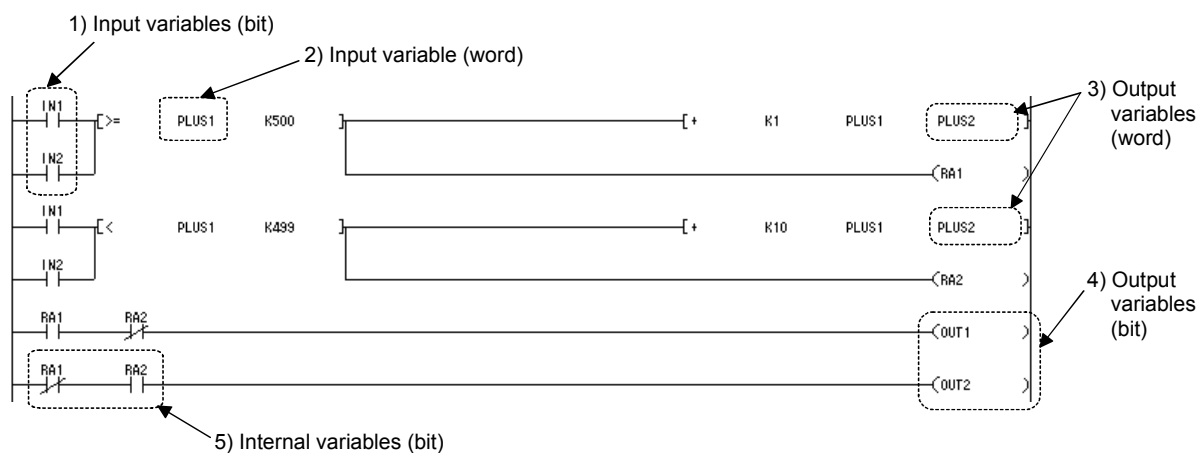 1) Input variables (bit)
2) Input variable (word)
3) Output
variables
(word)
IN1
[>= PLUS1 K500 ] [+ K1 PLUS1 PLUS2 ]
IN2
(RA1 )
IN1
[< PLUS1 K499 ] [+ K10 PLUS1 PLUS2 ]
IN2
(RA2 )
4) Output
variables
(bit)
RA1 RA2
(OUT1 )
RA1 RA2
(OUT2 )
5) Internal variables (bit)